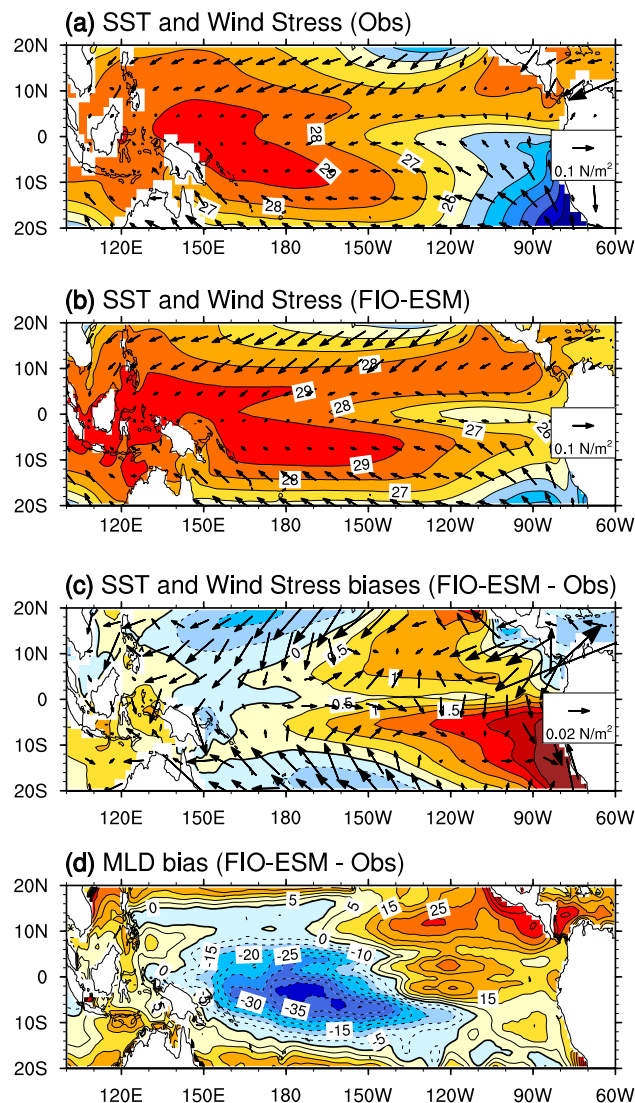 (a) SST and Wind Stress (Obs)
20N
10N
0
10S
20S
28
29
27
26
28
27
0.1 N/m²
120E 150E 180 150W 120W 90W 60W
(b) SST and Wind Stress (FIO-ESM)
20N
10N
0
10S
20S
28
29
28
27
26
29
28
27
0.1 N/m²
120E 150E 180 150W 120W 90W 60W
(c) SST and Wind Stress biases (FIO-ESM - Obs)
20N
10N
0
10S
20S
0
1
0.5
1
0.02 N/m²
120E 150E 180 150W 120W 90W 60W
(d) MLD bias (FIO-ESM - Obs)
20N
10N
0
10S
20S
0
5
5
15
25
0
-10
-15
-20
-25
0
-30
-35
15
-5
5
120E 150E 180 150W 120W 90W 60W